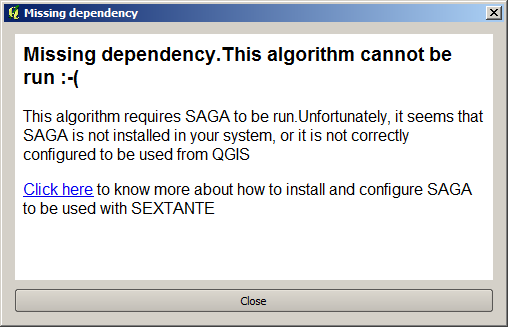 Missing dependency
Missing dependency.This algorithm cannot be
run :-(
This algorithm requires SAGA to be run.Unfortunately, it seems that
SAGA is not installed in your system, or it is not correctly
configured to be used from QGIS
Click here to know more about how to install and configure SAGA
to be used with SEXTANTE
Close